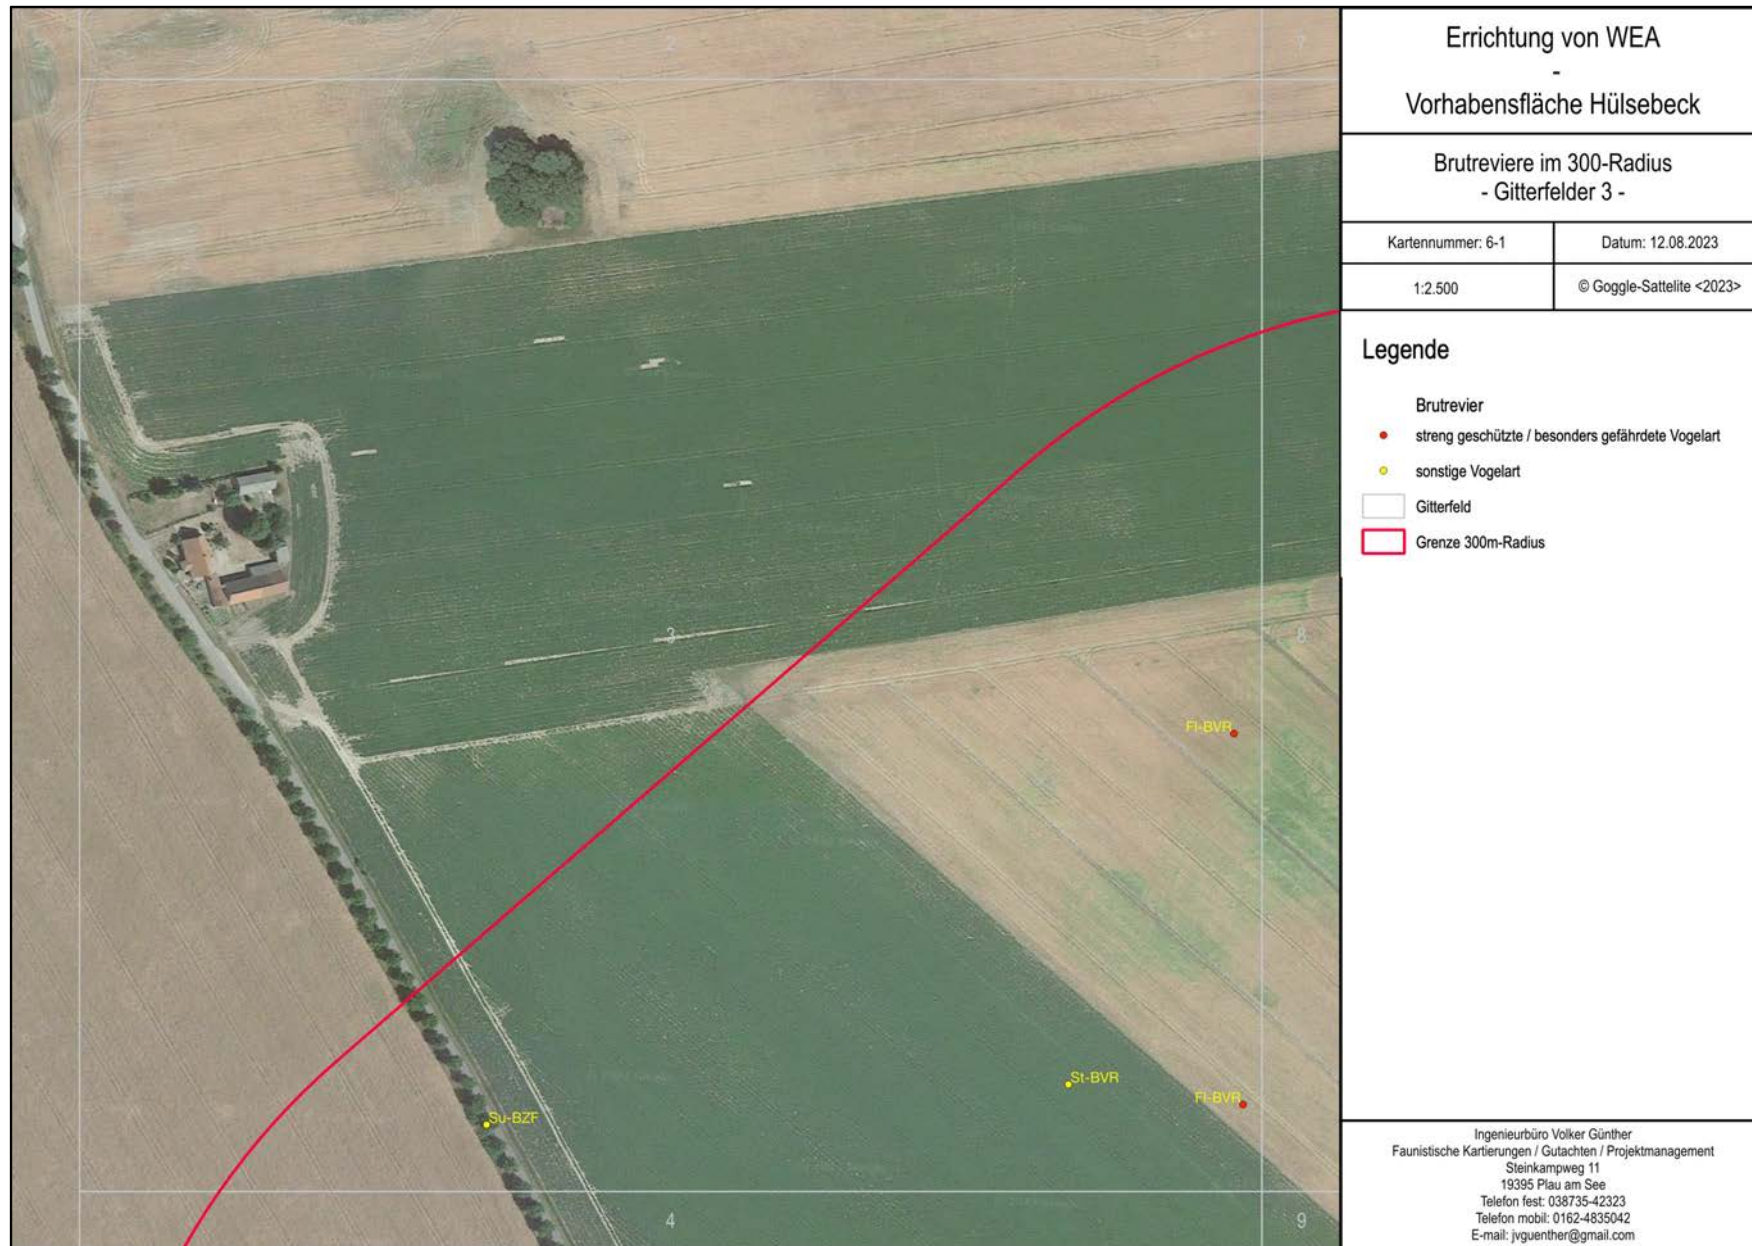 Errichtung von WEA
-
Vorhabensfläche Hülsebeck
Brutreviere im 300-Radius
- Gitterfelder 3 -
Kartennummer: 6-1
Datum: 12.08.2023
1:2.500
© Goggle-Sattelite <2023>
Legende
Brutrevier
streng geschützte / besonders gefährdete Vogelart
sonstige Vogelart
Gitterfeld
Grenze 300m-Radius
2
7
3
8
Fl-BVR
St-BVR
Fl-BVR
Su-BZF
4
9
Ingenieurbüro Volker Günther
Faunistische Kartierungen / Gutachten / Projektmanagement
Steinkampweg 11
19395 Plau am See
Telefon fest: 038735-42323
Telefon mobil: 0162-4835042
E-mail: jvguenther@gmail.com